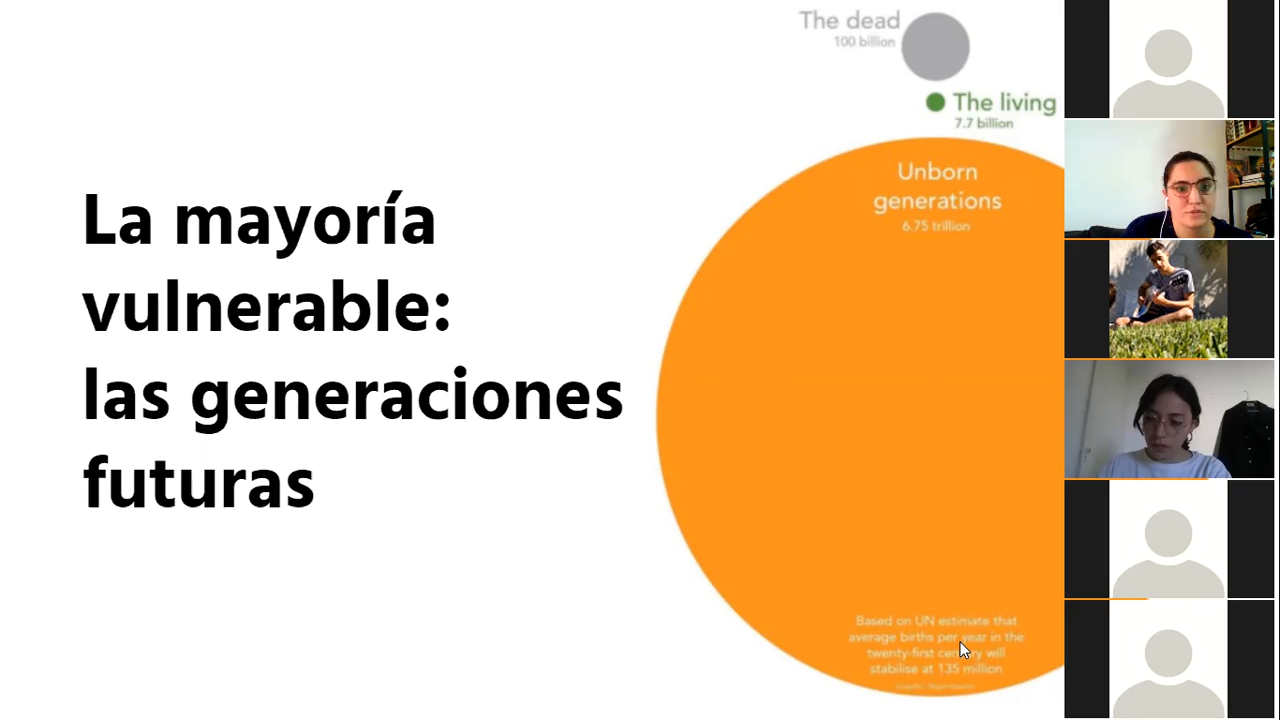 La mayoría
vulnerable:
las generaciones
futuras
The dead
100 billion
The living
7.7 billion
Unborn
generations
6.75 trillion
Based on UN estimate that
average births per year in the
twenty-first century will
stabilise at 135 million